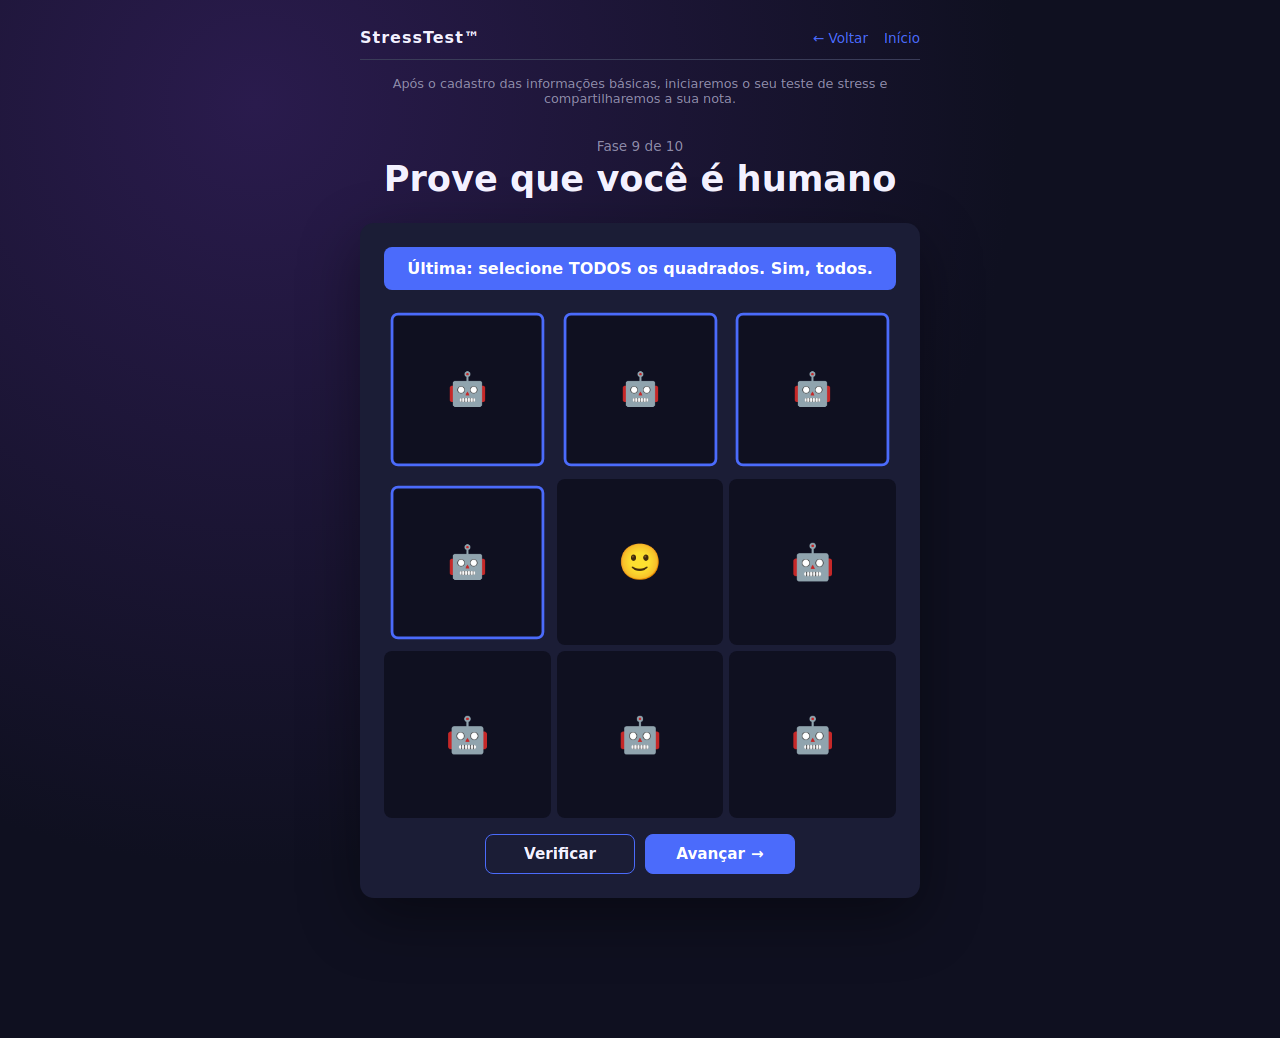 StressTest™
← Voltar Início
Após o cadastro das informações básicas, iniciaremos o seu teste de stress e
compartilharemos a sua nota.
Fase 9 de 10
Prove que você é humano
Última: selecione TODOS os quadrados. Sim, todos.
Verificar
Avançar →